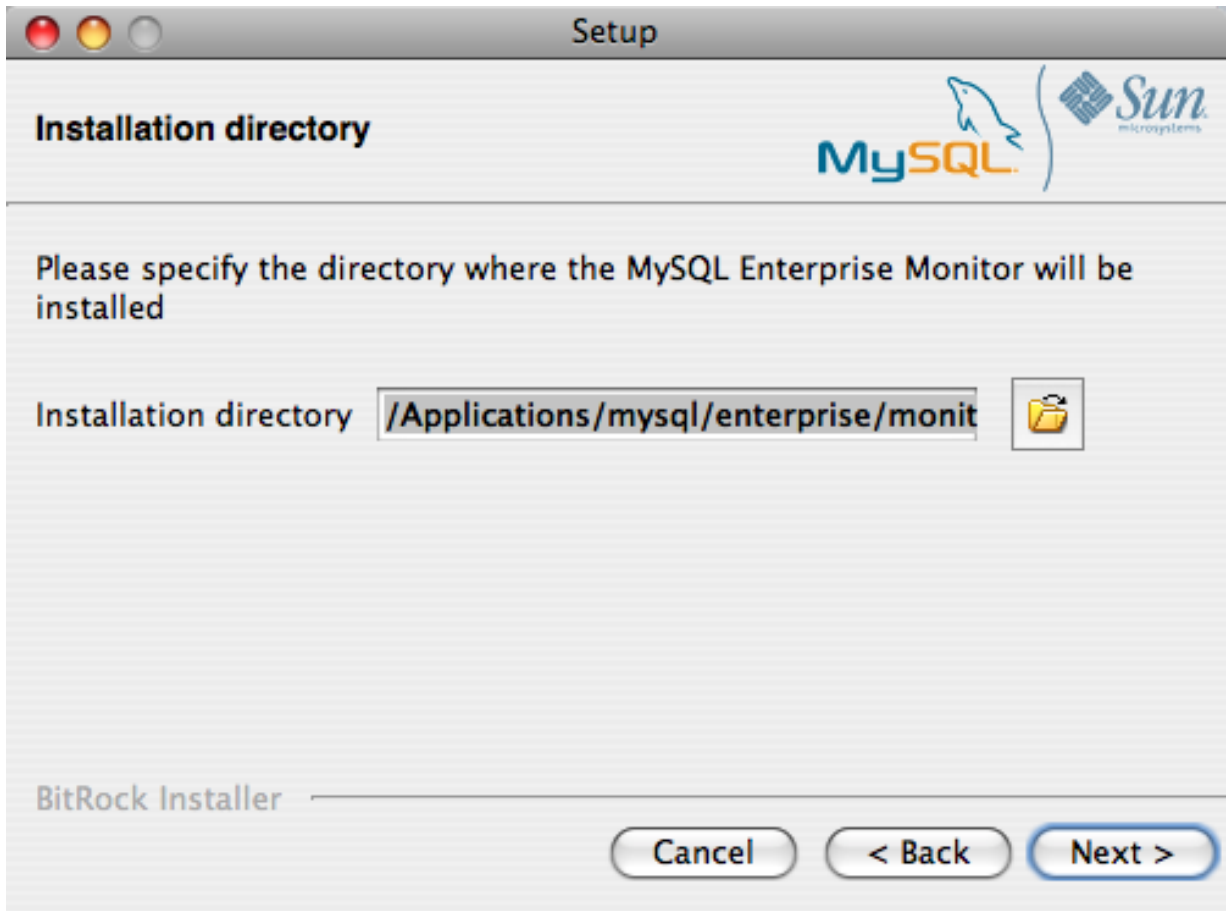 Setup
Installation directory
MySQL
Sun
microsystems
Please specify the directory where the MySQL Enterprise Monitor will be
installed
Installation directory /Applications/mysql/enterprise/monit
BitRock Installer
Cancel < Back Next >